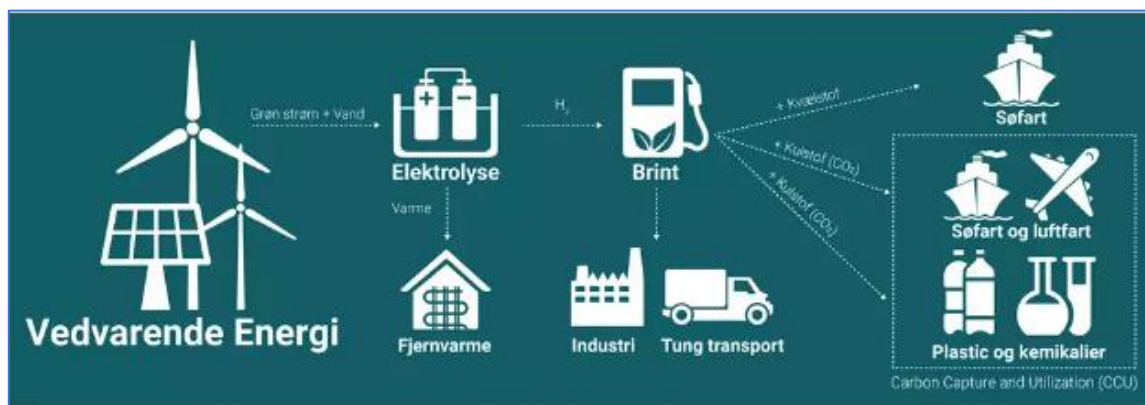 Grøn strøm + Vand
H₂
+ Kvælstof
+ Kulstof (CO₂)
+ Kulstof (CO₂)
Søfart
Elektrolyse
Brint
Varme
Søfart og luftfart
Vedvarende Energi
Fjernvarme
Industri
Tung transport
Plastic og kemikalier
Carbon Capture and Utilization (CCU)